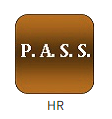 P. A. S. S.
HR